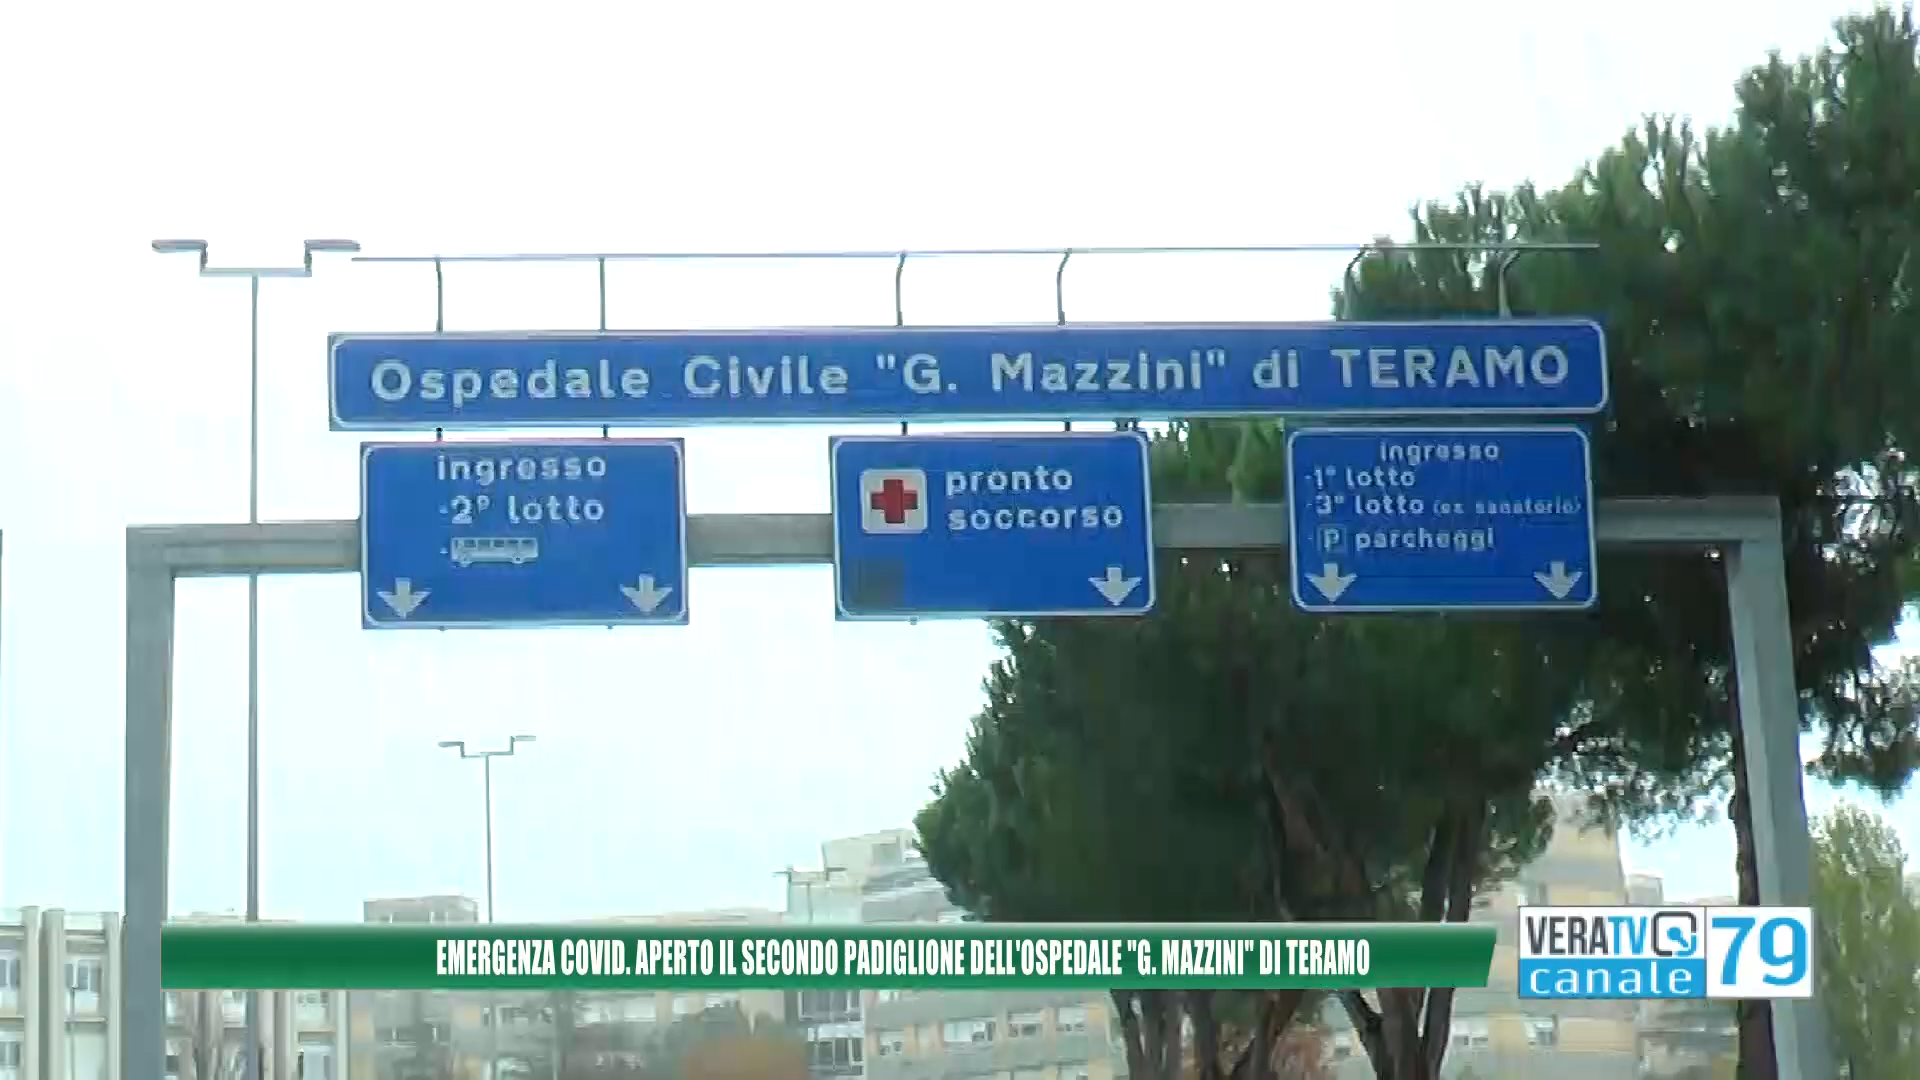 Ospedale Civile "G. Mazzini" di TERAMO
ingresso
-2° lotto
-
pronto
soccorso
ingresso
-1° lotto
-3° lotto (ex sanatorio)
-P parcheggi
EMERGENZA COVID. APERTO IL SECONDO PADIGLIONE DELL'OSPEDALE "G. MAZZINI" DI TERAMO
VERATV
canale
79